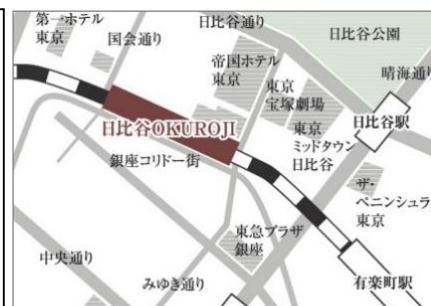 第一ホテル
東京
国会通り
日比谷通り
日比谷公園
帝国ホテル
東京
晴海通り
東京
宝塚劇場
日比谷OKUROJI
東京
ミッドタウン
日比谷
日比谷駅
銀座コリドー街
ザ・
ペニンシュラ
東京
東急プラザ
銀座
中央通り
みゆき通り
有楽町駅